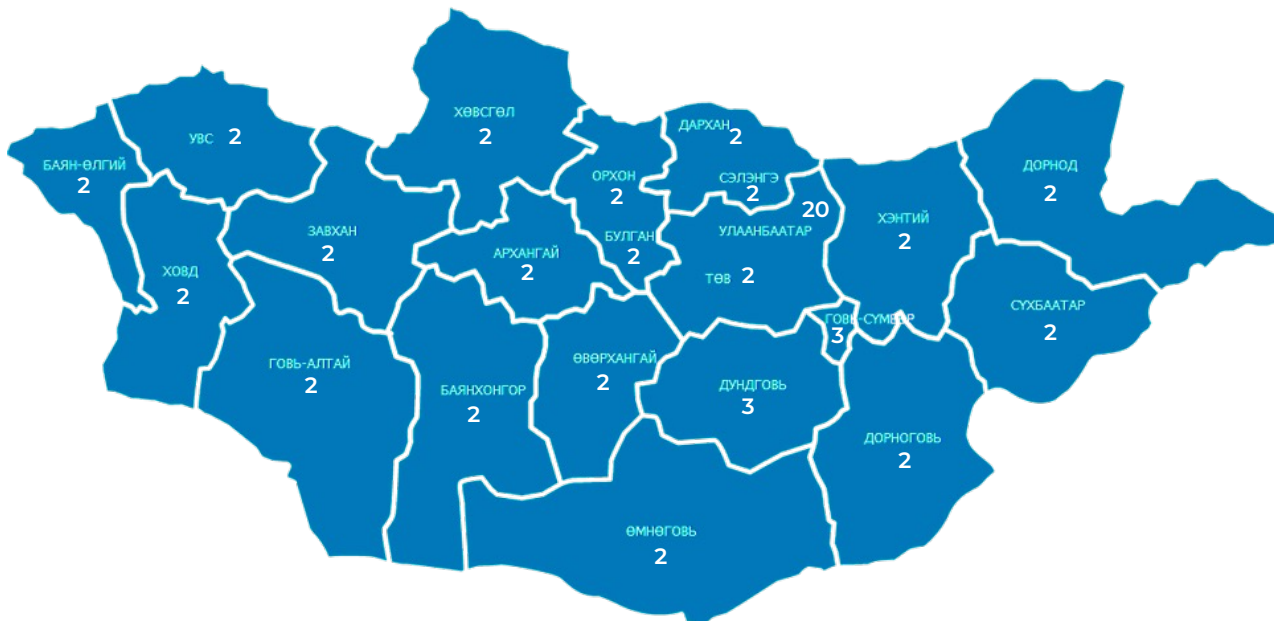 ХӨВСГӨЛ
2
ДАРХАН 2
УВС 2
БАЯН-ӨЛГИЙ
2
ДОРНОД
2
ОРХОН
2
СЭЛЭНГЭ
2
20
УЛААНБААТАР
ХЭНТИЙ
2
ЗАВХАН
2
БУЛГАН
2
АРХАНГАЙ
2
ХОВД
2
ТӨВ 2
СҮХБААТАР
2
ГОВЬ-СҮМБЭР
3
ГОВЬ-АЛТАЙ
2
ӨВӨРХАНГАЙ
2
ДУНДГОВЬ
3
БАЯНХОНГОР
2
ДОРНОГОВЬ
2
ӨМНӨГОВЬ
2